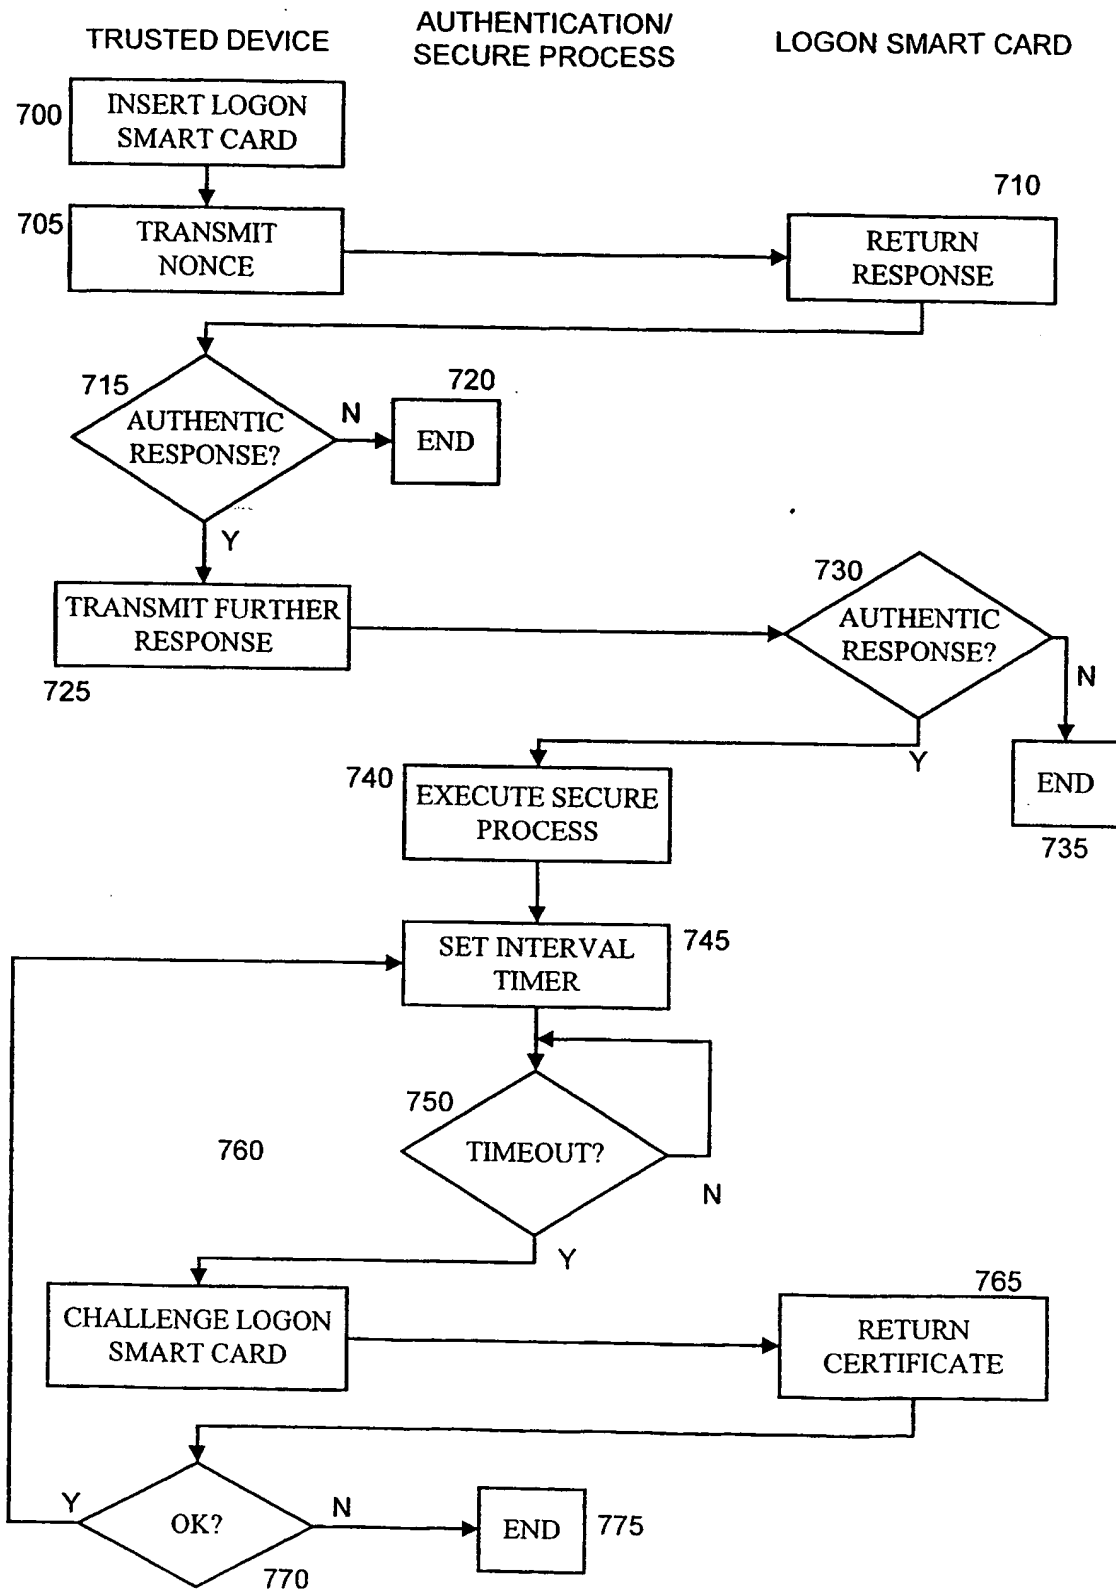 TRUSTED DEVICE
AUTHENTICATION/
SECURE PROCESS
LOGON SMART CARD
700
INSERT LOGON
SMART CARD
705
TRANSMIT
NONCE
710
RETURN
RESPONSE
715
AUTHENTIC
RESPONSE?
N
720
END
Y
TRANSMIT FURTHER
RESPONSE
725
730
AUTHENTIC
RESPONSE?
N
Y
END
735
740
EXECUTE SECURE
PROCESS
SET INTERVAL
TIMER
745
750
TIMEOUT?
N
Y
760
CHALLENGE LOGON
SMART CARD
765
RETURN
CERTIFICATE
Y
OK?
N
770
END
775